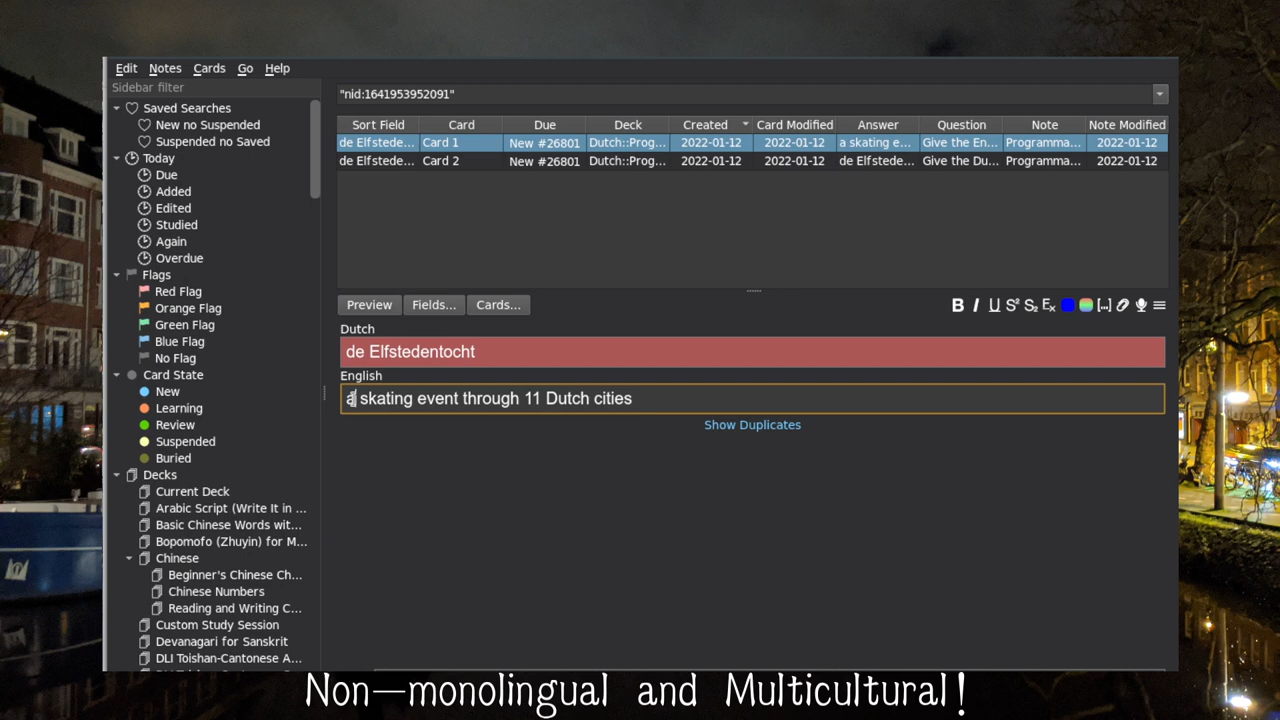 Edit Notes Cards Go Help
Sidebar filter
"nid:1641953952091"
Saved Searches
New no Suspended
Suspended no Saved
Today
Due
Added
Edited
Studied
Again
Overdue
Flags
Red Flag
Orange Flag
Green Flag
Blue Flag
No Flag
Card State
New
Learning
Review
Suspended
Buried
Decks
Current Deck
Arabic Script (Write It in ...
Basic Chinese Words wit...
Bopomofo (Zhuyin) for M...
Chinese
Beginner's Chinese Ch...
Chinese Numbers
Reading and Writing C...
Custom Study Session
Devanagari for Sanskrit
DLI Toishan-Cantonese A...
Sort Field Card Due Deck Created Card Modified Answer Question Note Note Modified
de Elfstede... Card 1 New #26801 Dutch::Prog... 2022-01-12 2022-01-12 a skating e... Give the En... Programma... 2022-01-12
de Elfstede... Card 2 New #26801 Dutch::Prog... 2022-01-12 2022-01-12 de Elfstede... Give the Du... Programma... 2022-01-12
Preview Fields... Cards... B I U S² S₂ Ex [...]
Dutch
de Elfstedentocht
English
a skating event through 11 Dutch cities
Show Duplicates
Non—monolingual and Multicultural!